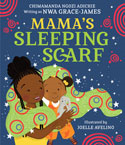 CHIMAMANDA NGOZI ADICHIE
Writing as NWA GRACE-JAMES
MAMA'S
SLEEPING
SCARF
Illustrated by
JOELLE AVELINO